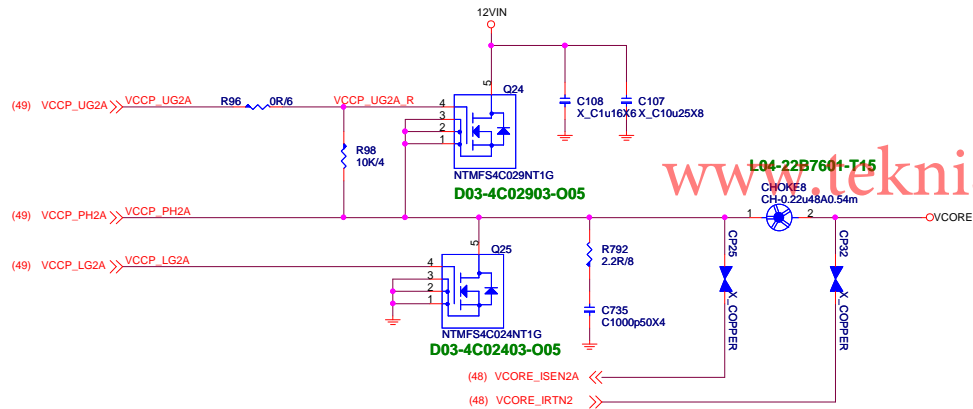 12VIN
(49) VCCP_UG2A VCCP_UG2A R96 0R/6 VCCP_UG2A_R
5 Q24
4
3
2
1
C108
X_C1u16X6
C107
X_C10u25X8
R98
10K/4
NTMFS4C029NT1G
D03-4C02903-O05
www.tekni
L04-22B7601-T15
CHOKE8
CH-0.22u48A0.54m
(49) VCCP_PH2A VCCP_PH2A
1 2
VCORE
5 Q25
(49) VCCP_LG2A VCCP_LG2A
4
3
2
1
R792
2.2R/8
C735
C1000p50X4
CP25
X_COPPER
CP32
X_COPPER
NTMFS4C024NT1G
D03-4C02403-O05
(48) VCORE_ISEN2A
(48) VCORE_IRTN2